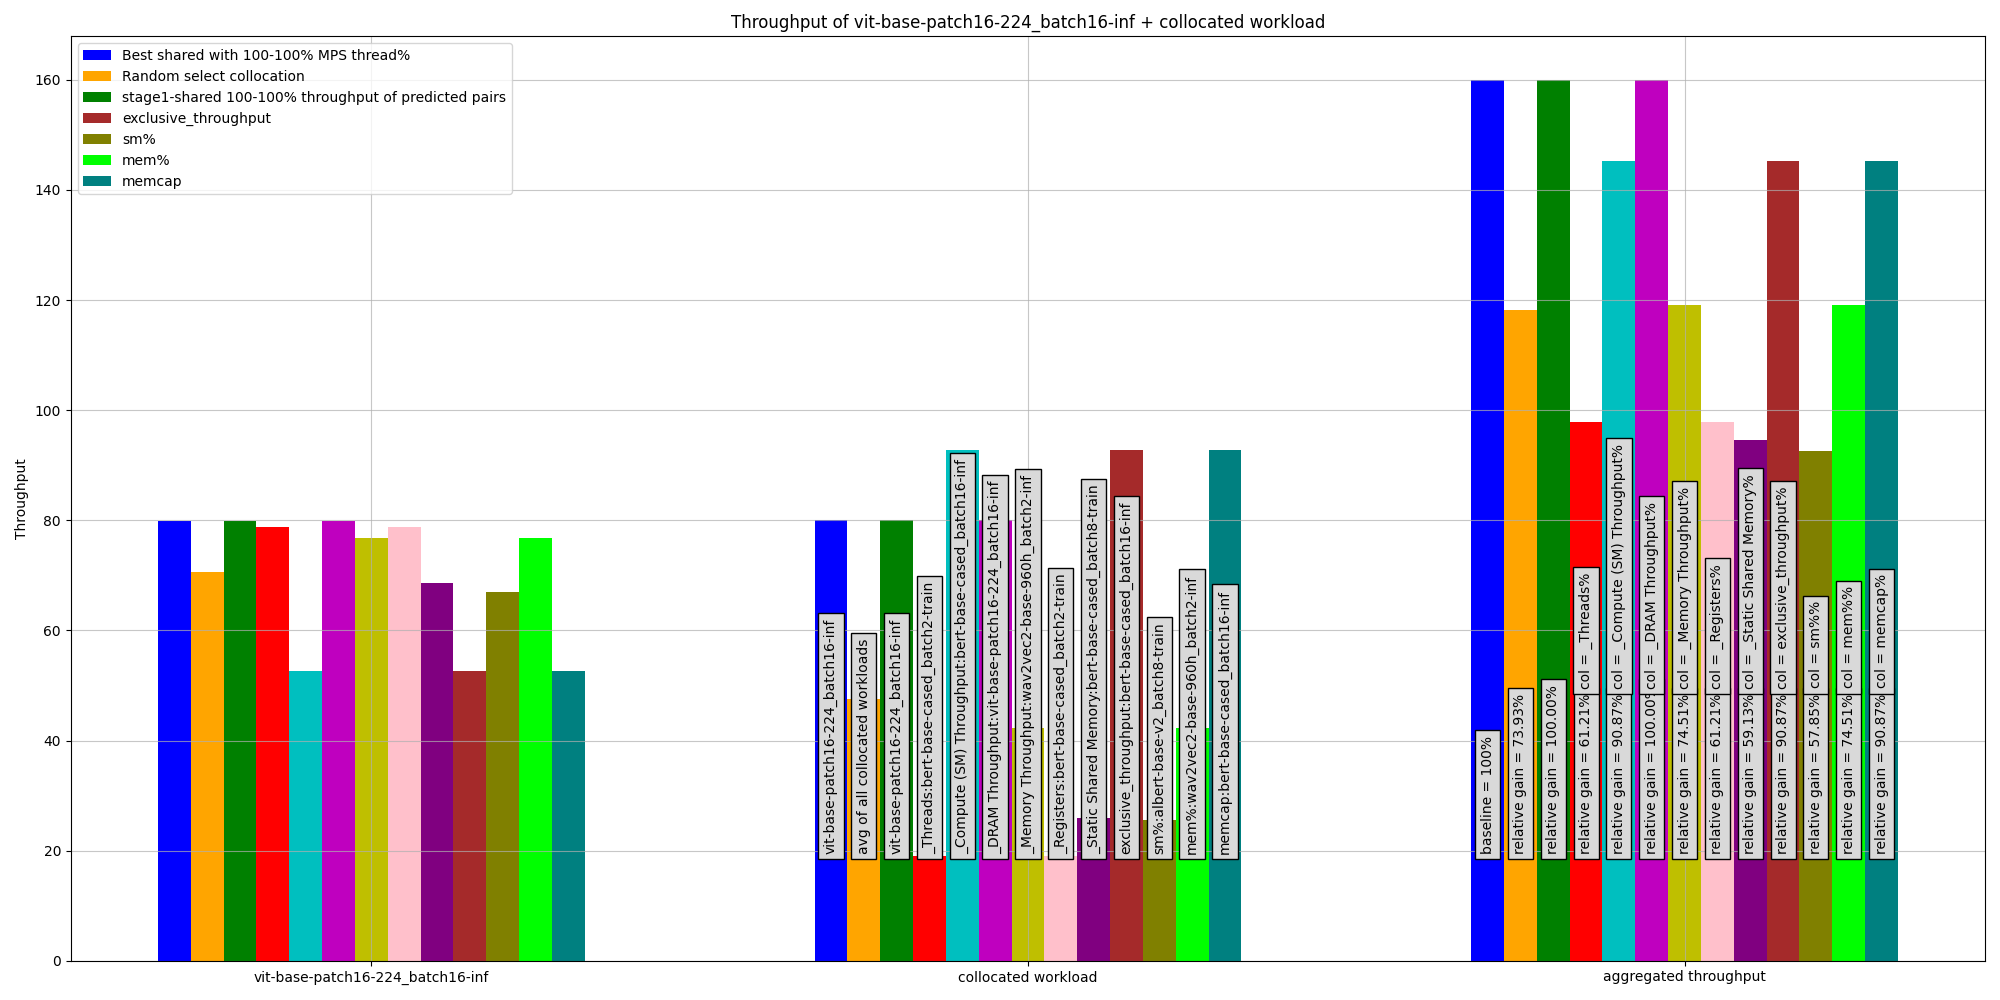 Throughput of vit-base-patch16-224_batch16-inf + collocated workload
Best shared with 100-100% MPS thread%
Random select collocation
stage1-shared 100-100% throughput of predicted pairs
exclusive_throughput
sm%
mem%
memcap
Throughput
160
140
120
100
80
60
40
20
0
vit-base-patch16-224_batch16-inf
avg of all collocated workloads
vit-base-patch16-224_batch16-inf
_Threads:bert-base-cased_batch2-train
_Compute (SM) Throughput:bert-base-cased_batch16-inf
_DRAM Throughput:vit-base-patch16-224_batch16-inf
_Memory Throughput:wav2vec2-base-960h_batch2-inf
_Registers:bert-base-cased_batch2-train
_Static Shared Memory:bert-base-cased_batch8-train
exclusive_throughput:bert-base-cased_batch16-inf
sm%:albert-base-v2_batch8-train
mem%:wav2vec2-base-960h_batch2-inf
memcap:bert-base-cased_batch16-inf
baseline = 100%
relative gain = 73.93%
relative gain = 100.00%
relative gain = 61.21%
col = _Threads%
relative gain = 90.87%
col = _Compute (SM) Throughput%
relative gain = 100.00%
col = _DRAM Throughput%
relative gain = 74.51%
col = _Memory Throughput%
relative gain = 61.21%
col = _Registers%
relative gain = 59.13%
col = _Static Shared Memory%
relative gain = 90.87%
col = exclusive_throughput%
relative gain = 57.85%
col = sm%%
relative gain = 74.51%
col = mem%%
relative gain = 90.87%
col = memcap%
vit-base-patch16-224_batch16-inf
collocated workload
aggregated throughput